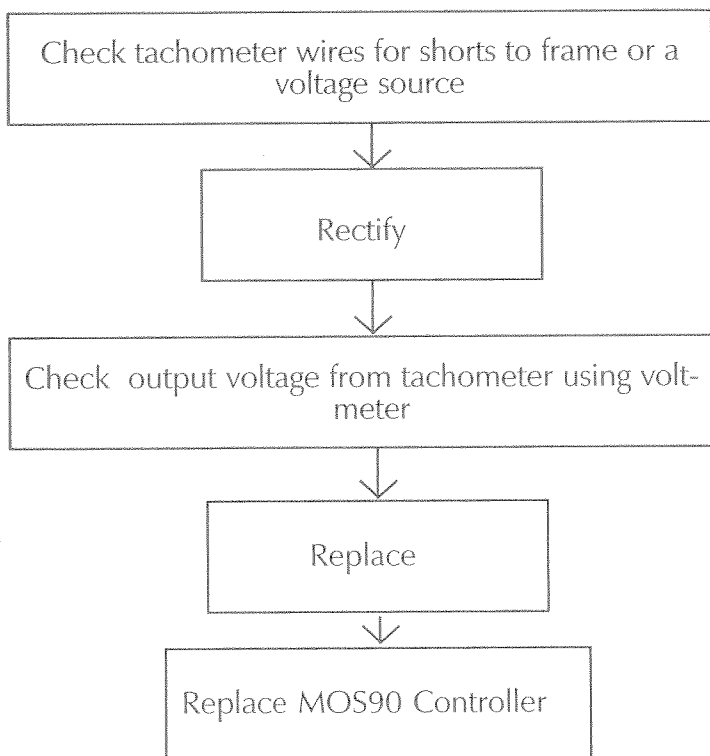 Check tachometer wires for shorts to frame or a
voltage source
Rectify
Check output voltage from tachometer using volt-
meter
Replace
Replace MOS90 Controller